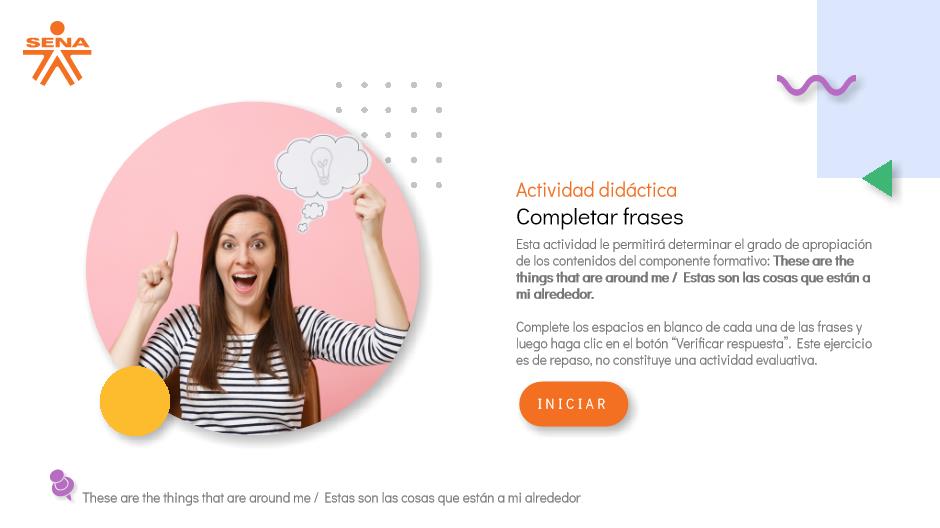 SENA
Actividad didáctica
Completar frases
Esta actividad le permitirá determinar el grado de apropiación
de los contenidos del componente formativo: These are the
things that are around me / Estas son las cosas que están a
mi alrededor.
Complete los espacios en blanco de cada una de las frases y
luego haga clic en el botón “Verificar respuesta”. Este ejercicio
es de repaso, no constituye una actividad evaluativa.
INICIAR
These are the things that are around me / Estas son las cosas que están a mi alrededor